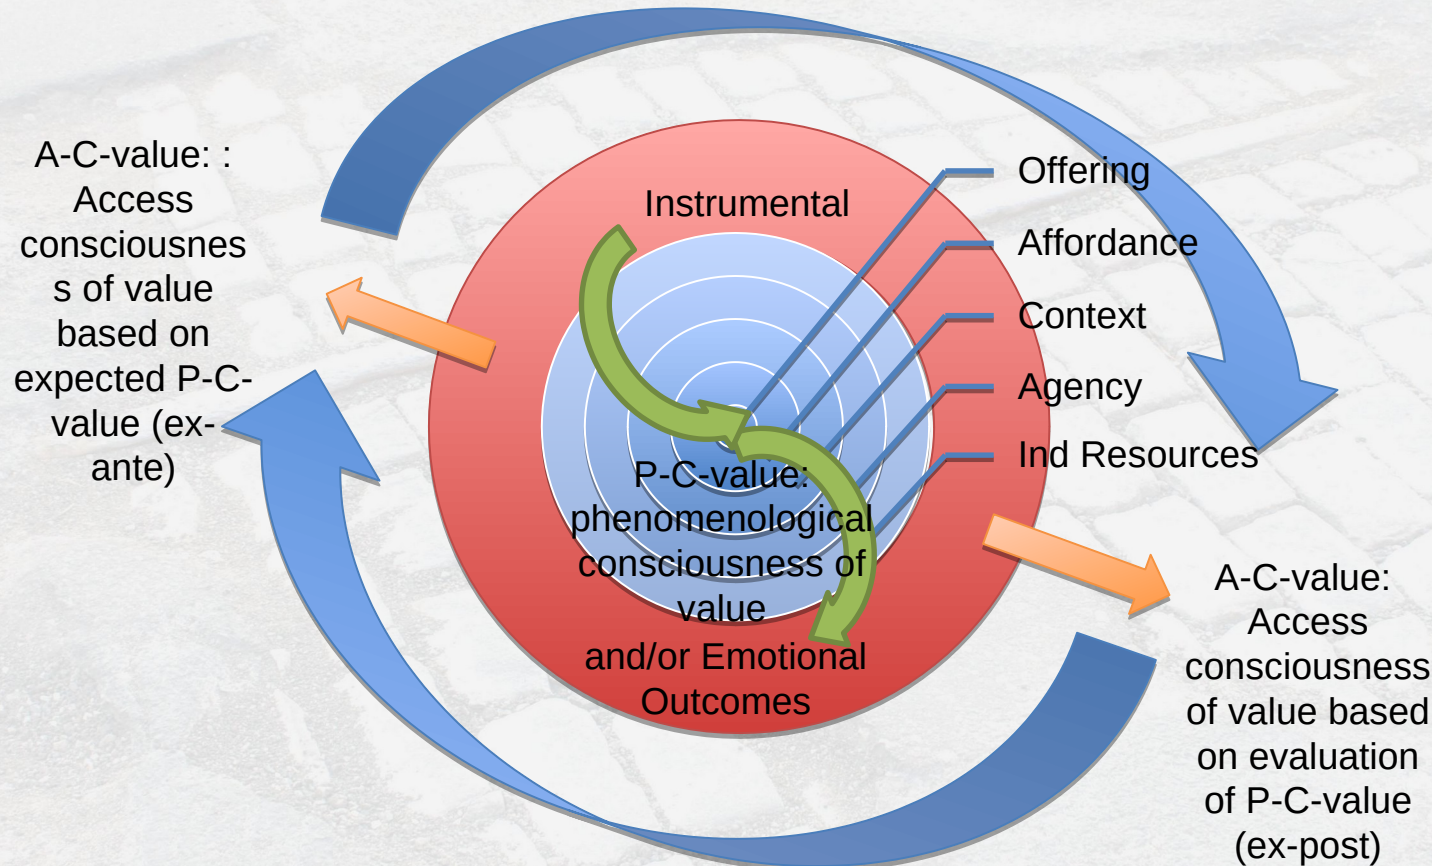 A-C-value: :
Access
consciousnes
s of value
based on
expected P-C-
value (ex-
ante)
Instrumental
Offering
Affordance
Context
Agency
Ind Resources
P-C-value:
phenomenological
consciousness of
value
and/or Emotional
Outcomes
A-C-value:
Access
consciousness
of value based
on evaluation
of P-C-value
(ex-post)